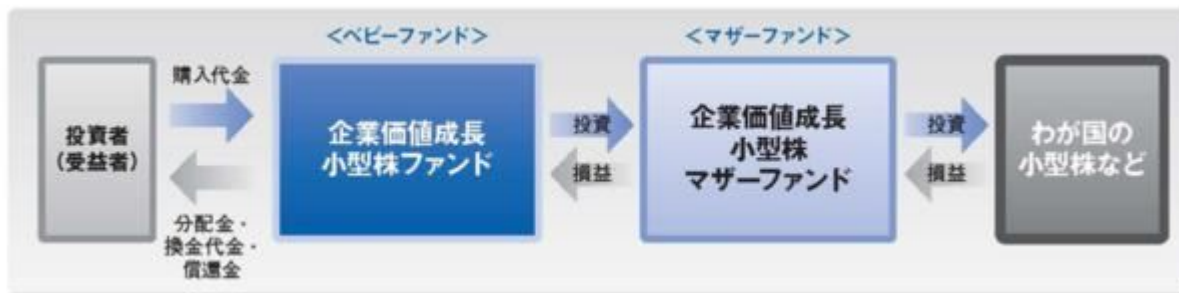 <ベビーファンド>
<マザーファンド>
投資者
(受益者)
購入代金
分配金・
換金代金・
償還金
企業価値成長
小型株ファンド
投資
損益
企業価値成長
小型株
マザーファンド
投資
損益
わが国の
小型株など